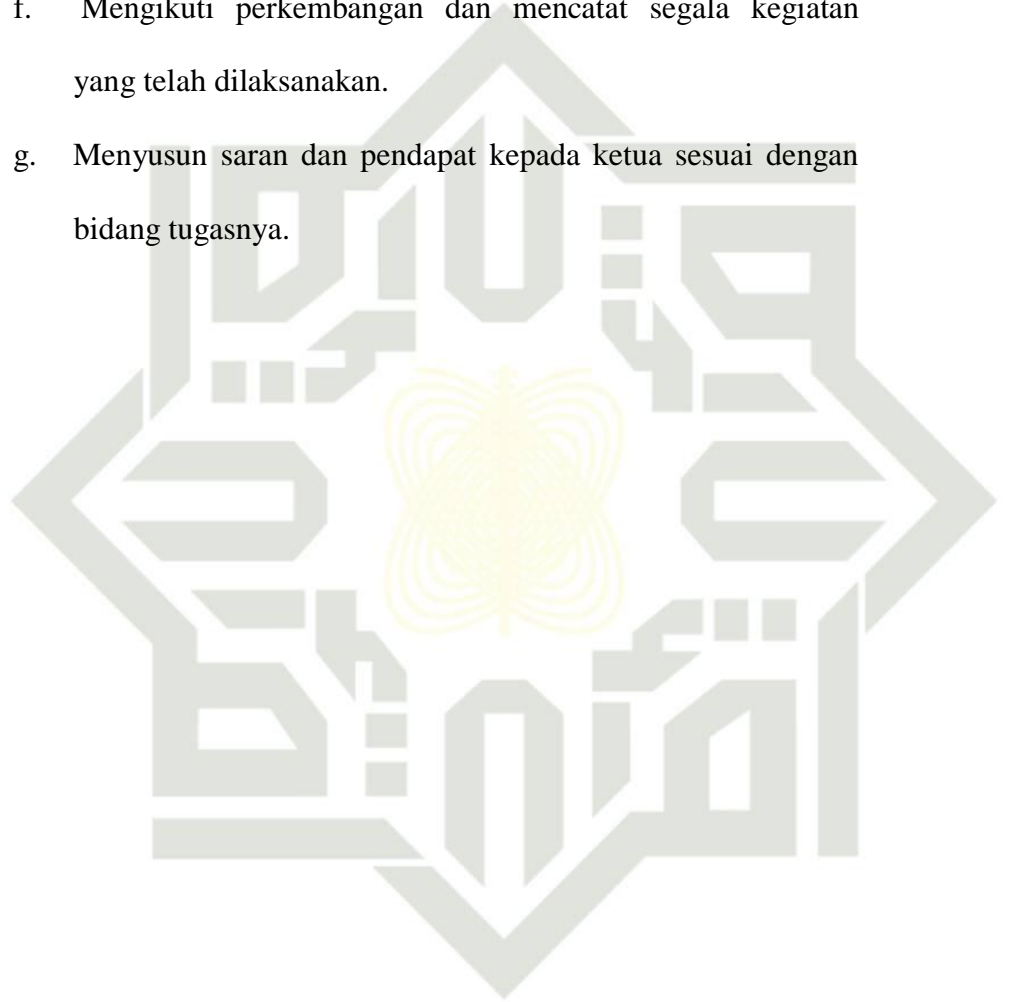 f. Mengikuti perkembangan dan mencatat segala kegiatan
yang telah dilaksanakan.
g. Menyusun saran dan pendapat kepada ketua sesuai dengan
bidang tugasnya.